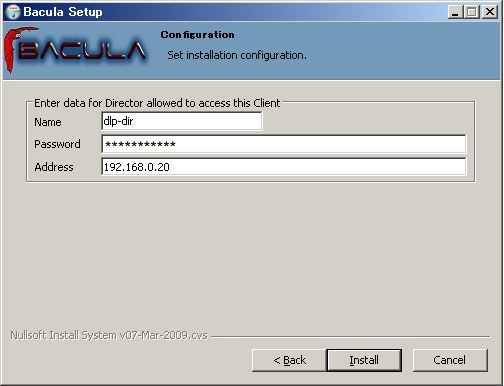 Bacula Setup
BACULA
Configuration
Set installation configuration.
Enter data for Director allowed to access this Client
Name
dlp-dir
Password
***********
Address
192.168.0.20
Nullsoft Install System v07-Mar-2009.cvs
< Back
Install
Cancel